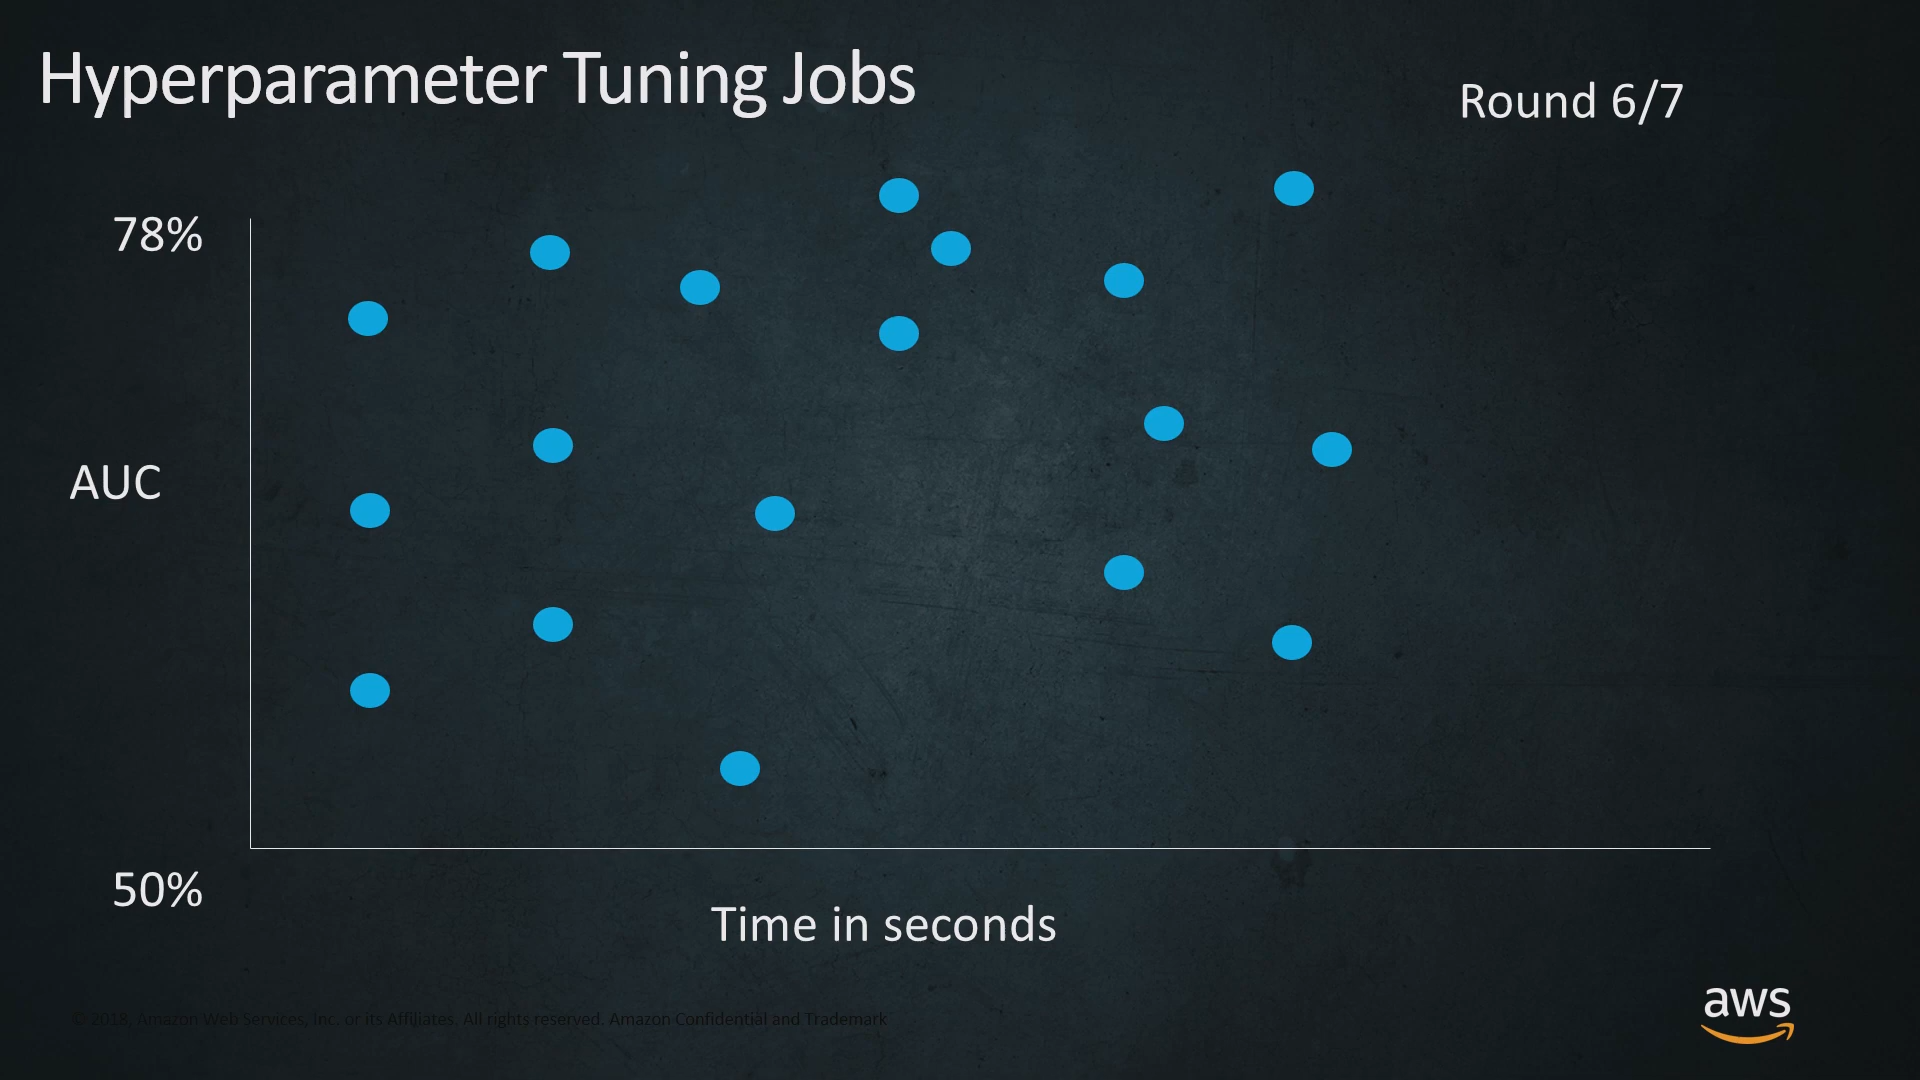 Hyperparameter Tuning Jobs
Round 6/7
78%
AUC
50%
Time in seconds
© 2018, Amazon Web Services, Inc. or its Affiliates. All rights reserved. Amazon Confidential and Trademark
aws